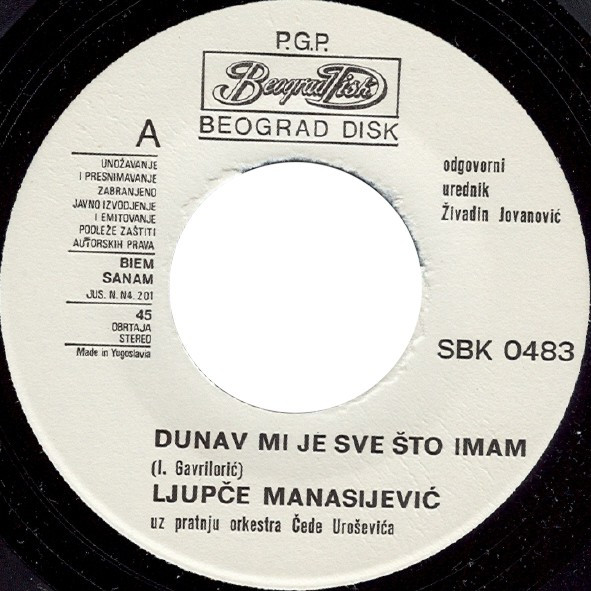 P.G.P.
Beograd Disk
BEOGRAD DISK
A
UNOŽAVANJE
I PRESNIMAVANJE
ZABRANJENO
JAVNO IZVODJENJE
I EMITOVANJE
PODLEŽE ZAŠTITI
AUTORSKIH PRAVA
BIEM
SANAM
JUS. N. N4. 201
45
OBRTAJA
STEREO
Made in Yugoslavia
odgovorni
urednik
Živadin Jovanović
SBK 0483
DUNAV MI JE SVE ŠTO IMAM
(I. Gavrilorić)
LJUPČE MANASIJEVIĆ
uz pratnju orkestra Čede Uroševića